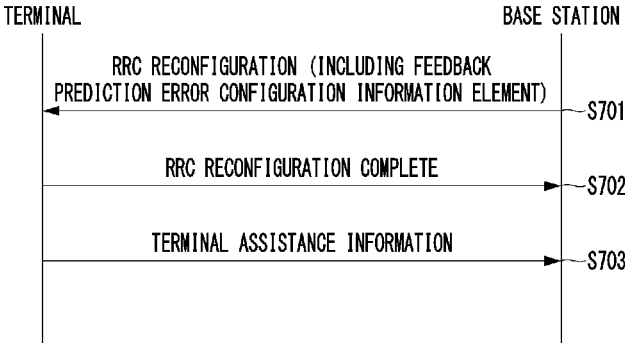 TERMINAL
BASE STATION
RRC RECONFIGURATION (INCLUDING FEEDBACK
PREDICTION ERROR CONFIGURATION INFORMATION ELEMENT)
S701
RRC RECONFIGURATION COMPLETE
S702
TERMINAL ASSISTANCE INFORMATION
S703